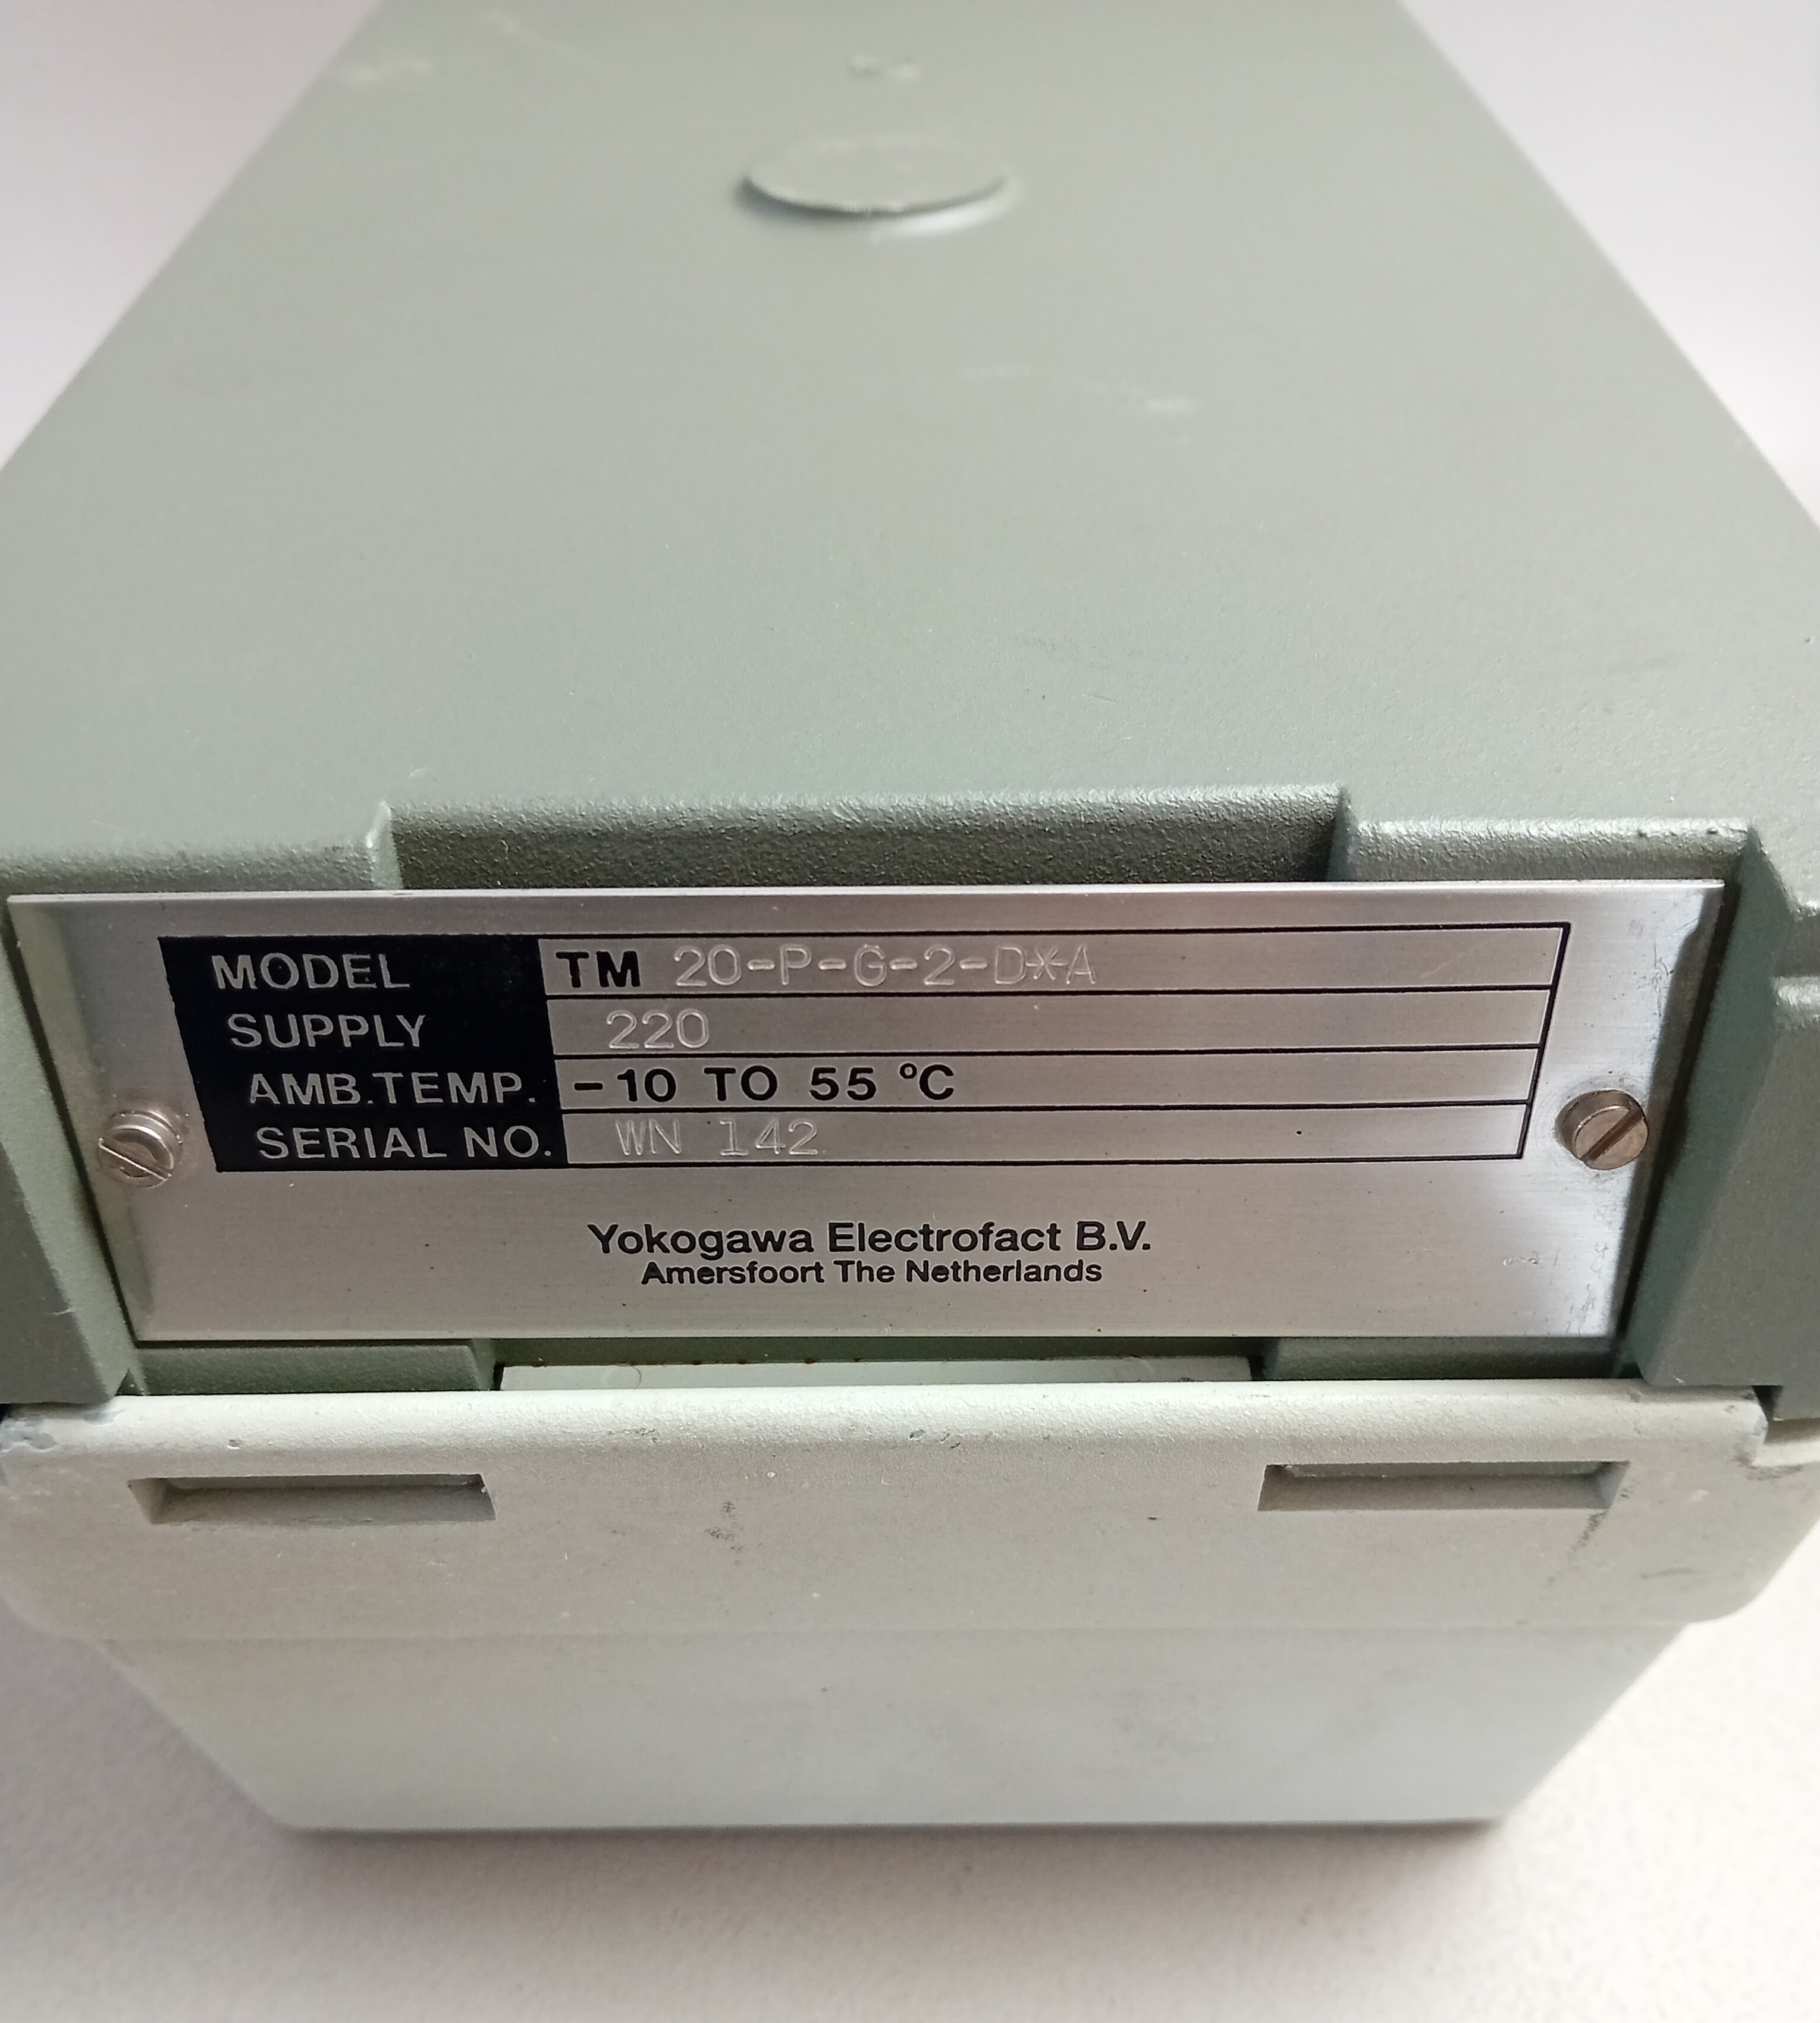 MODEL TM 20-P-G-2-D*A
SUPPLY 220
AMB.TEMP. -10 TO 55 °C
SERIAL NO. WN 142
Yokogawa Electrofact B.V.
Amersfoort The Netherlands